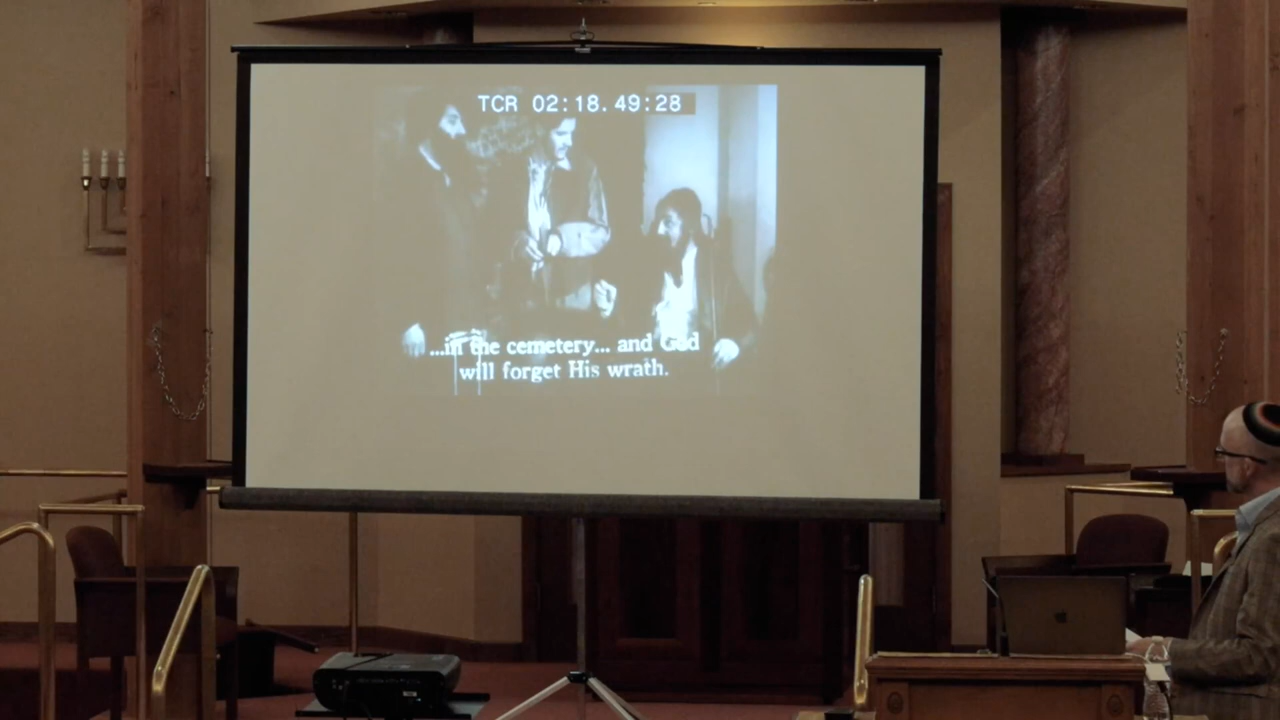 TCR 02:18.49:28
...in the cemetery... and God
will forget His wrath.